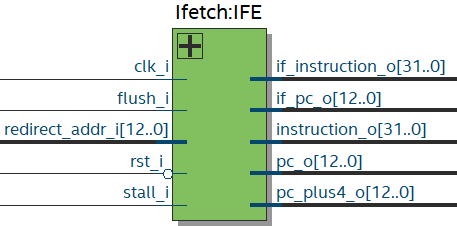 Ifetch:IFE
clk_i
flush_i
redirect_addr_i[12..0]
rst_i
stall_i
if_instruction_o[31..0]
if_pc_o[12..0]
instruction_o[31..0]
pc_o[12..0]
pc_plus4_o[12..0]